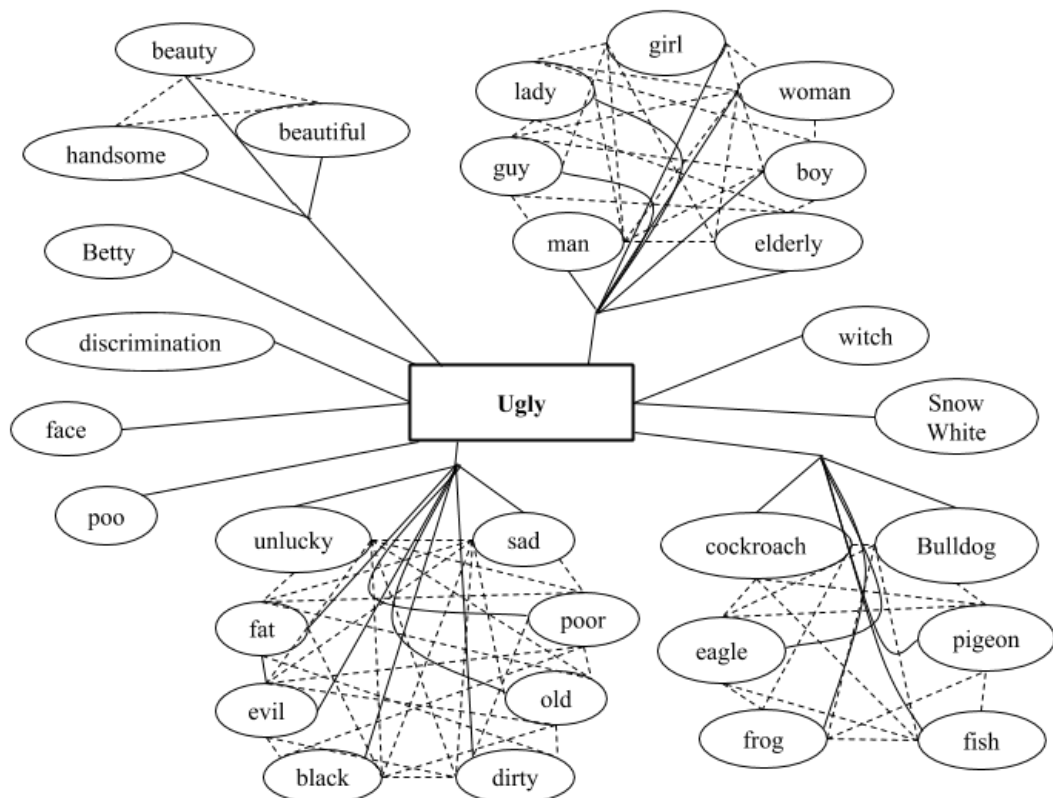 beauty
girl
lady
woman
beautiful
handsome
guy
boy
man
elderly
Betty
discrimination
witch
Ugly
Snow
White
face
poo
unlucky
sad
cockroach
Bulldog
fat
poor
eagle
pigeon
evil
old
frog
fish
black
dirty